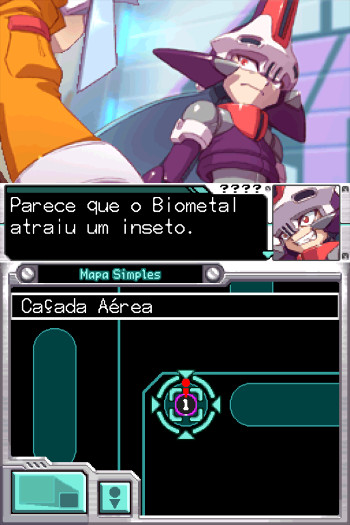 ????
Parece que o Biometal
atraiu um inseto.
Mapa Simples
Caçada Aérea
1